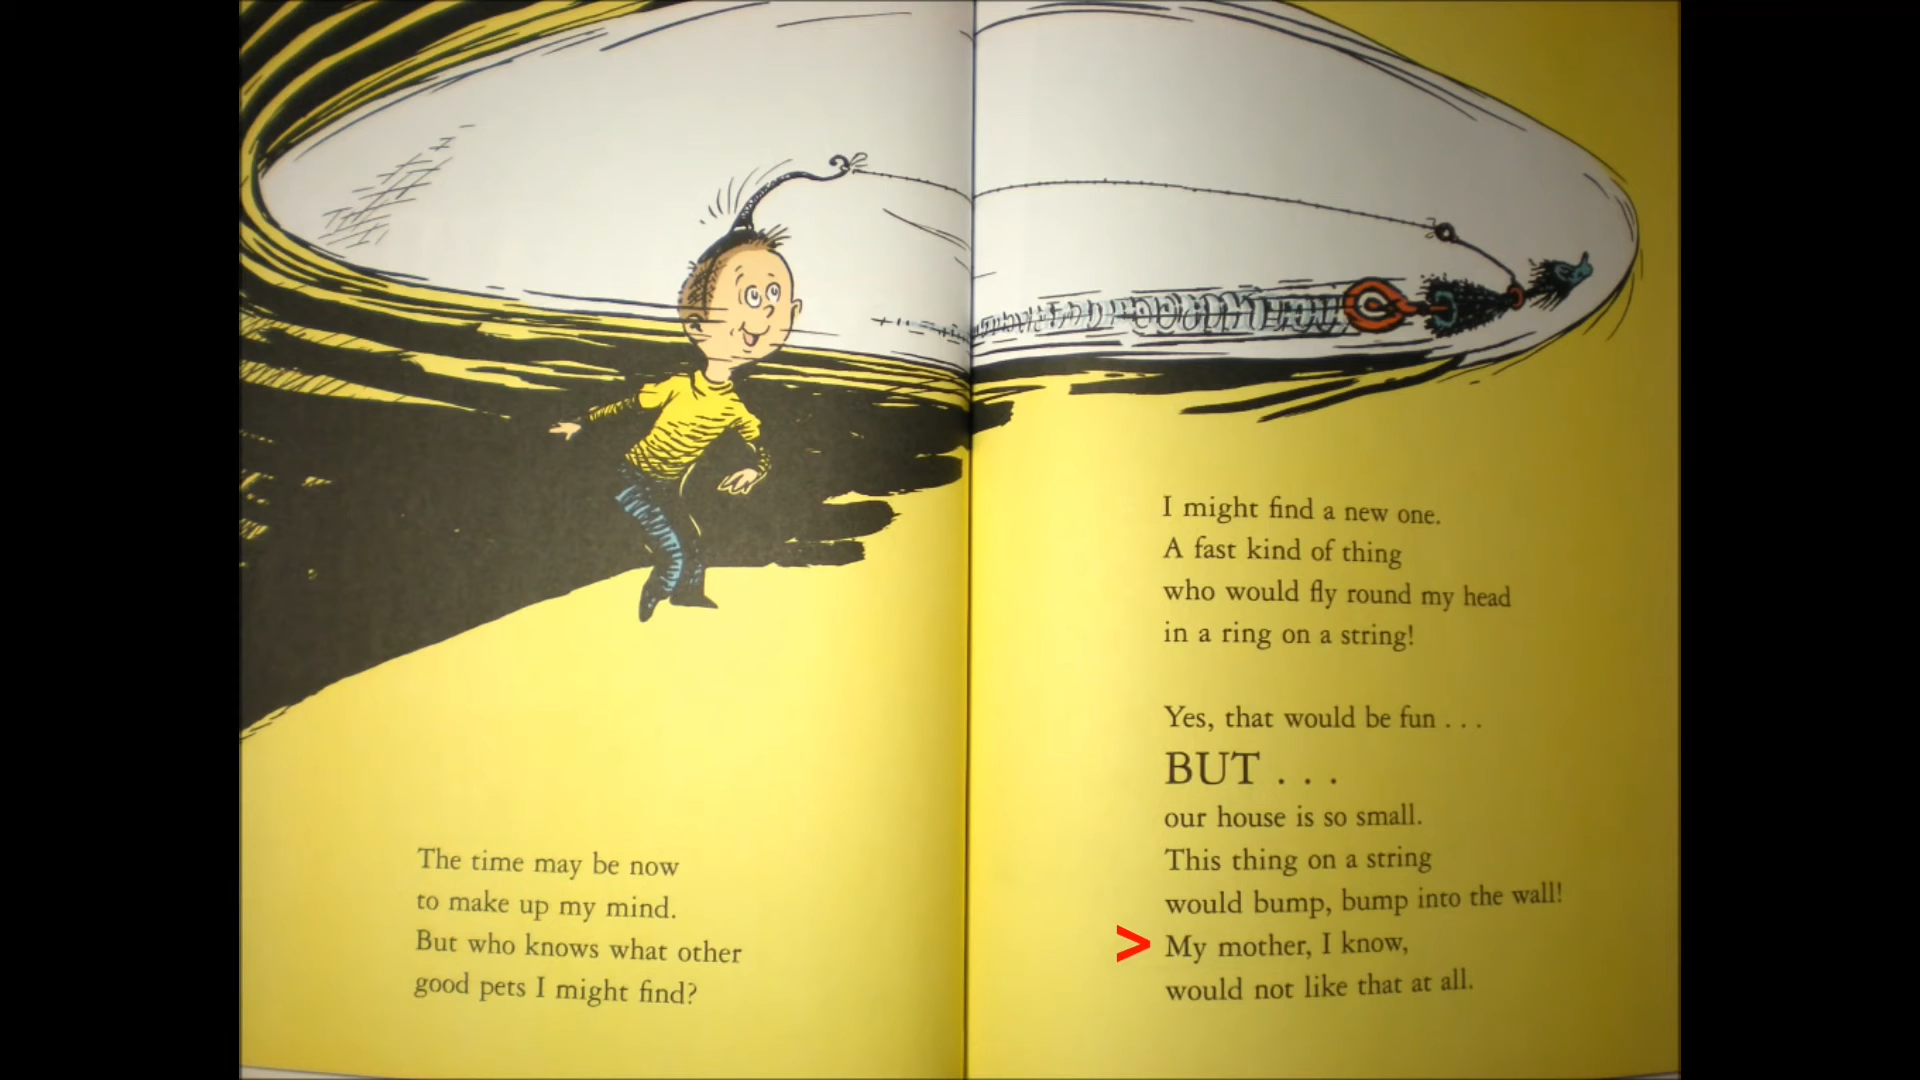 The time may be now
to make up my mind.
But who knows what other
good pets I might find?
I might find a new one.
A fast kind of thing
who would fly round my head
in a ring on a string!
Yes, that would be fun . . .
BUT . . .
our house is so small.
This thing on a string
would bump, bump into the wall!
> My mother, I know,
would not like that at all.